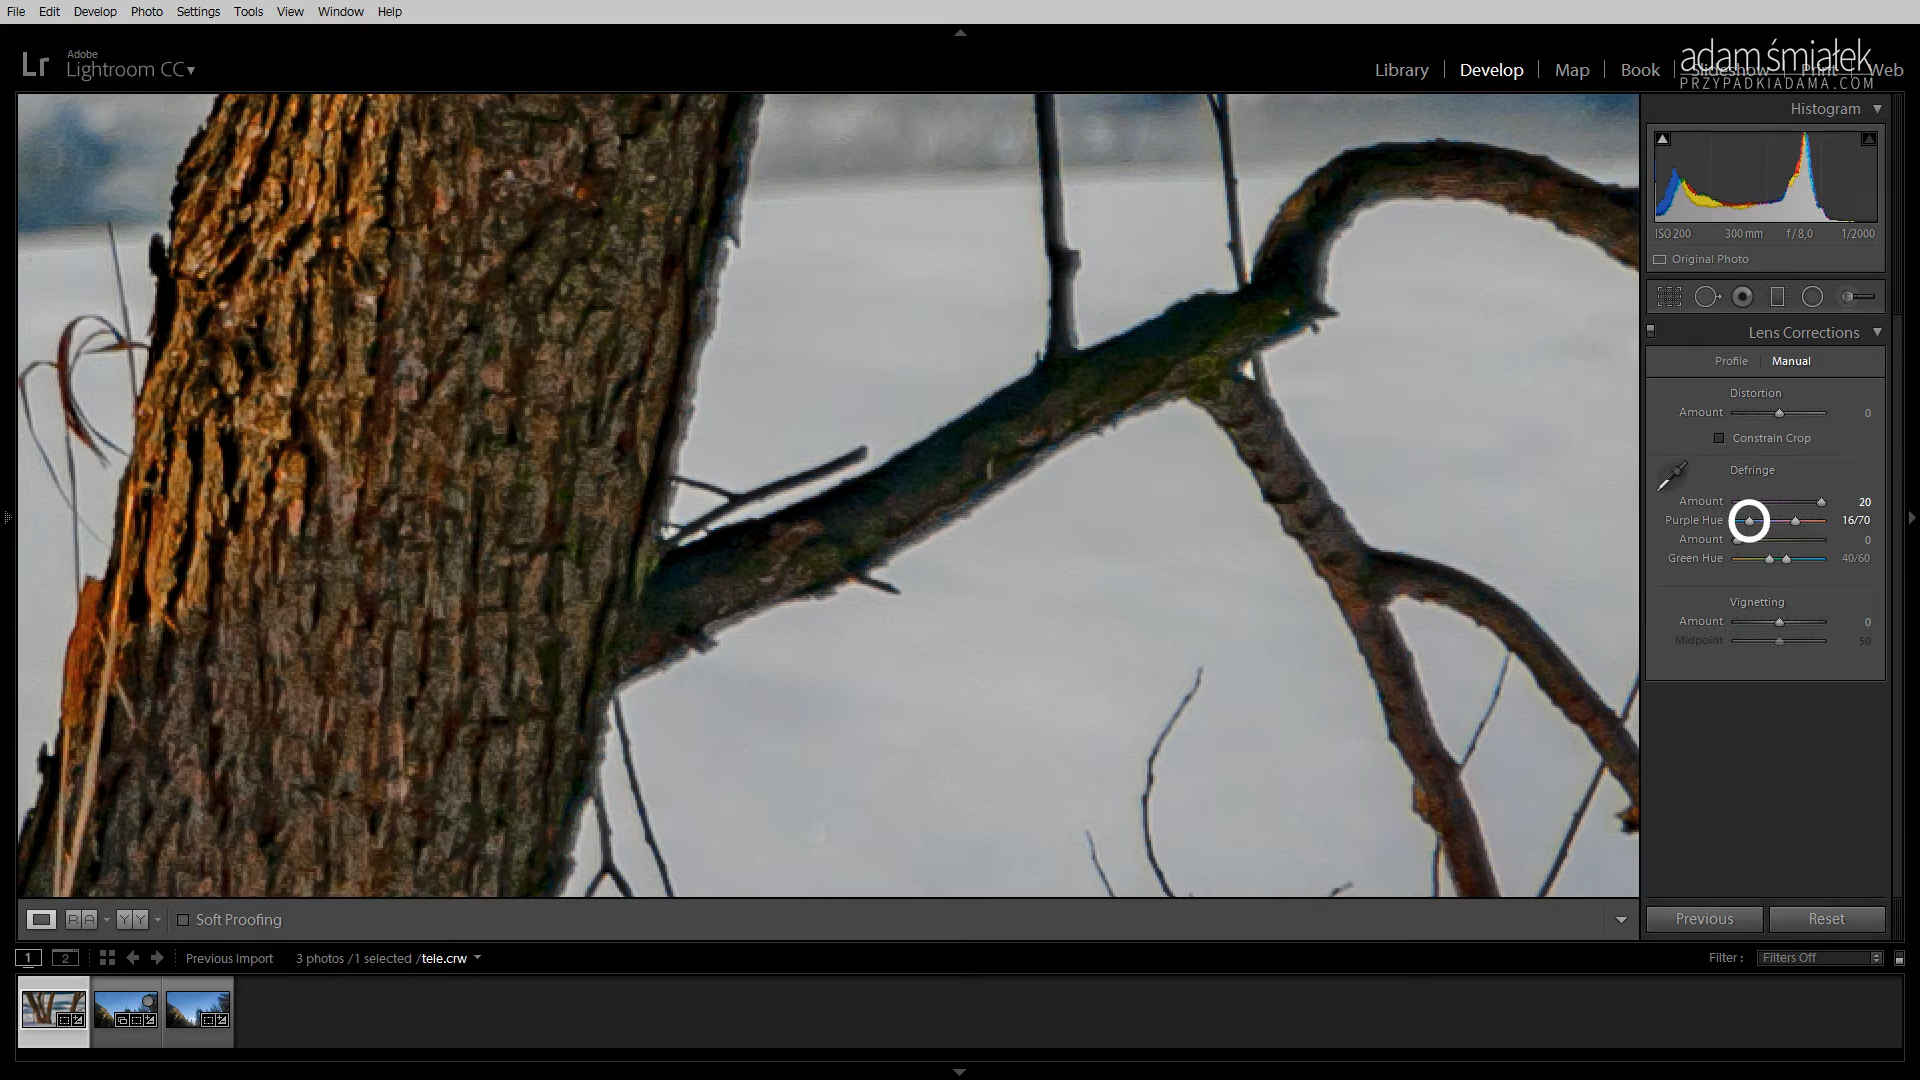 File Edit Develop Photo Settings Tools View Window Help
Lr Adobe
Lightroom CC
Library Develop Map Book Slideshow Print Web
adam śmiałek
PRZYPADKIADAMA.COM
Histogram
ISO 200 300 mm f / 8,0 1/2000
Original Photo
Lens Corrections
Profile Manual
Distortion
Amount 0
Constrain Crop
Defringe
Amount 20
Purple Hue 16/70
Amount 0
Green Hue 40/60
Vignetting
Amount 0
Midpoint 50
R A Y Y Soft Proofing
Previous Reset
1 2 Previous Import 3 photos / 1 selected / tele.crw Filter : Filters Off